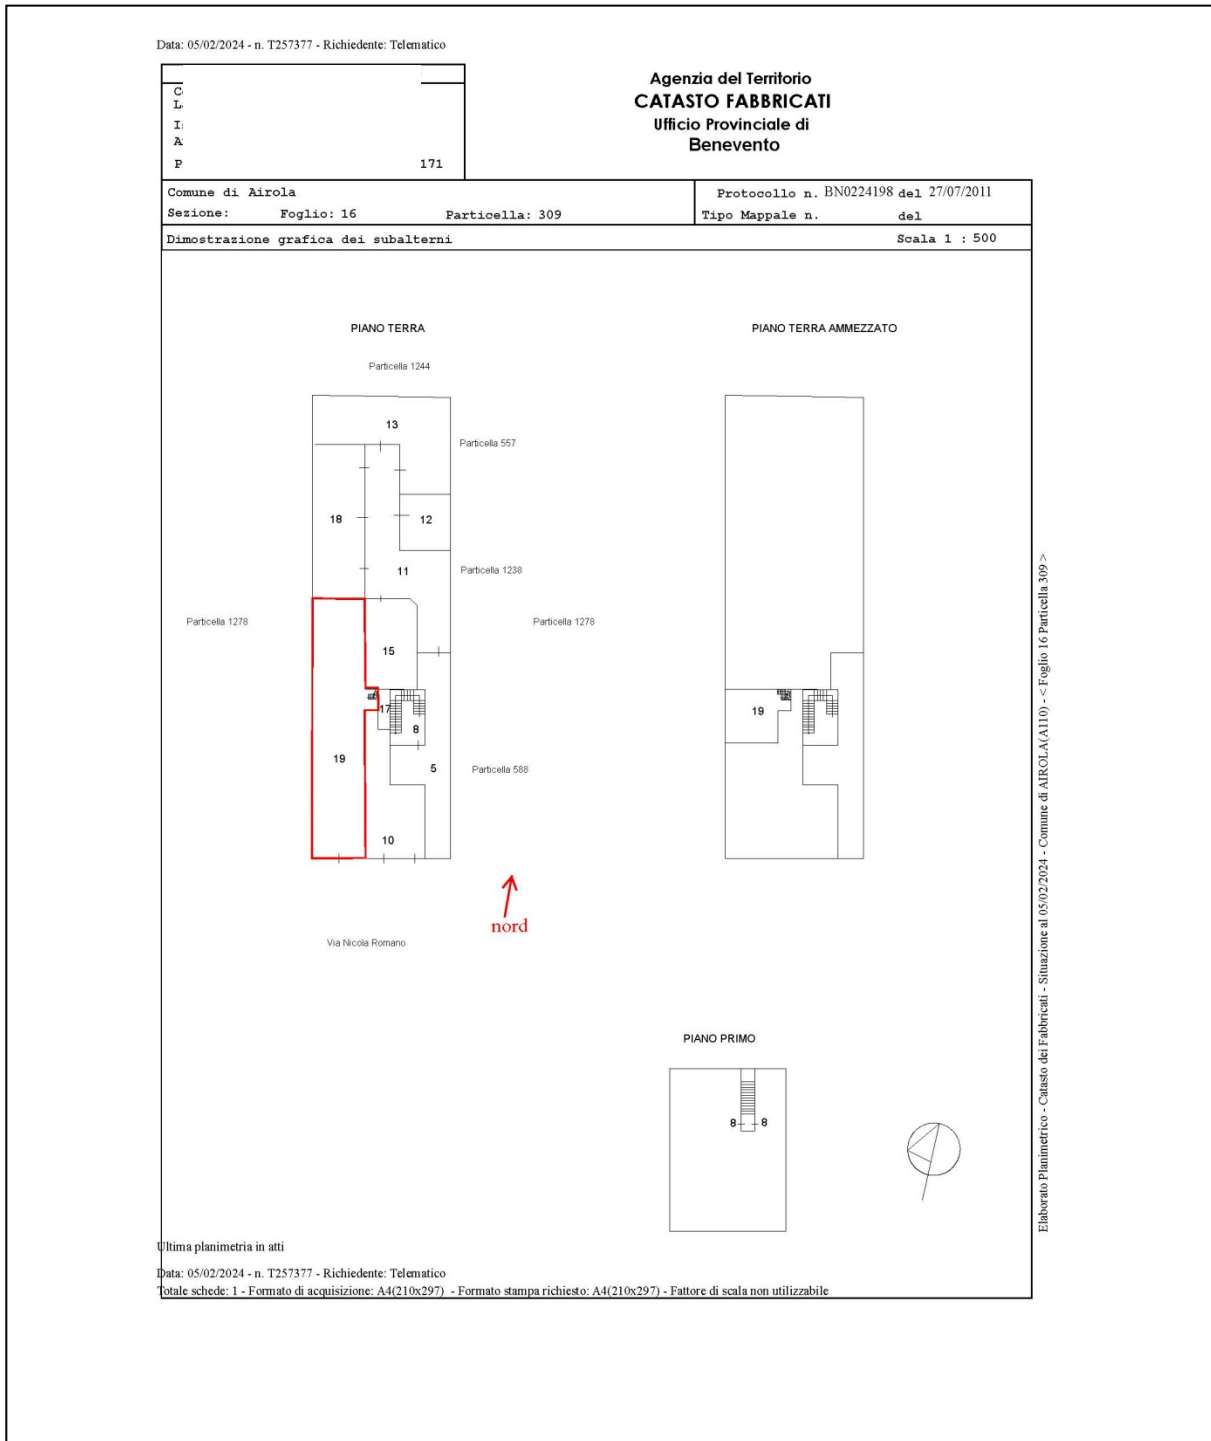 Data: 05/02/2024 - n. T257377 - Richiedente: Telematico
Agenzia del Territorio
CATASTO FABBRICATI
Ufficio Provinciale di
Benevento
171
Comune di Airola
Protocollo n. BN0224198 del 27/07/2011
Sezione: Foglio: 16 Particella: 309
Tipo Mappale n. del
Dimostrazione grafica dei subalterni
Scala 1 : 500
PIANO TERRA
PIANO TERRA AMMEZZATO
Particella 1244
13
Particella 557
18
12
11
Particella 1238
Particella 1278
Particella 1278
15
17
19
8
19
5
Particella 588
10
nord
Via Nicola Romano
PIANO PRIMO
8 8
Elaborato Planimetrico - Catasto dei Fabbricati - Situazione al 05/02/2024 - Comune di AIROLA(A110) - < Foglio 16 Particella 309 >
Ultima planimetria in atti
Data: 05/02/2024 - n. T257377 - Richiedente: Telematico
Totale schede: 1 - Formato di acquisizione: A4(210x297) - Formato stampa richiesto: A4(210x297) - Fattore di scala non utilizzabile